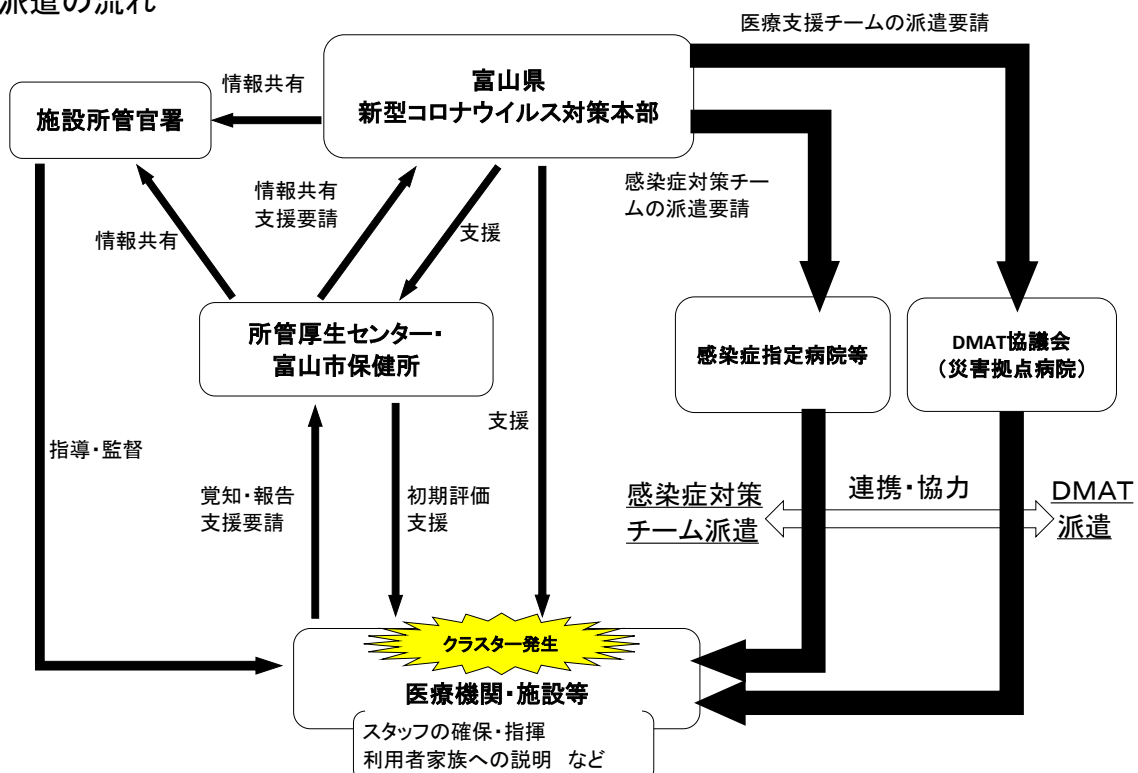 派遣の流れ
医療支援チームの派遣要請
富山県
新型コロナウイルス対策本部
情報共有
施設所管官署
感染症対策チー
ムの派遣要請
情報共有
支援要請
支援
情報共有
所管厚生センター・
富山市保健所
感染症指定病院等
DMAT協議会
（災害拠点病院）
支援
指導・監督
覚知・報告
支援要請
初期評価
支援
感染症対策
チーム派遣
連携・協力
DMAT
派遣
クラスター発生
医療機関・施設等
スタッフの確保・指揮
利用者家族への説明　など